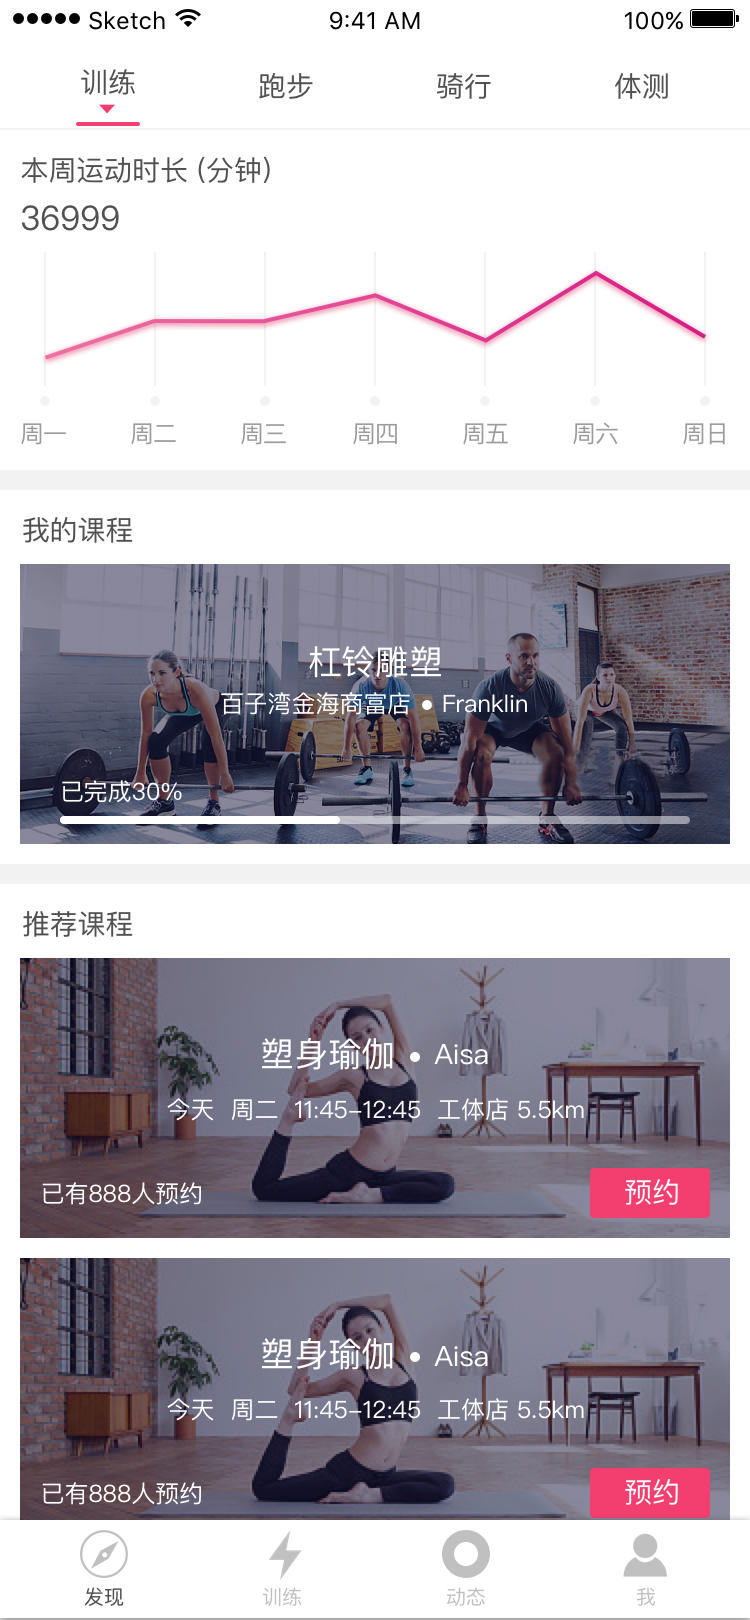 Sketch 9:41 AM 100%
训练 跑步 骑行 体测
本周运动时长 (分钟)
36999
周一 周二 周三 周四 周五 周六 周日
我的课程
杠铃雕塑
百子湾金海商富店 ● Franklin
已完成30%
推荐课程
塑身瑜伽 ● Aisa
今天 周二 11:45-12:45 工体店 5.5km
已有888人预约 预约
塑身瑜伽 ● Aisa
今天 周二 11:45-12:45 工体店 5.5km
已有888人预约 预约
发现 训练 动态 我